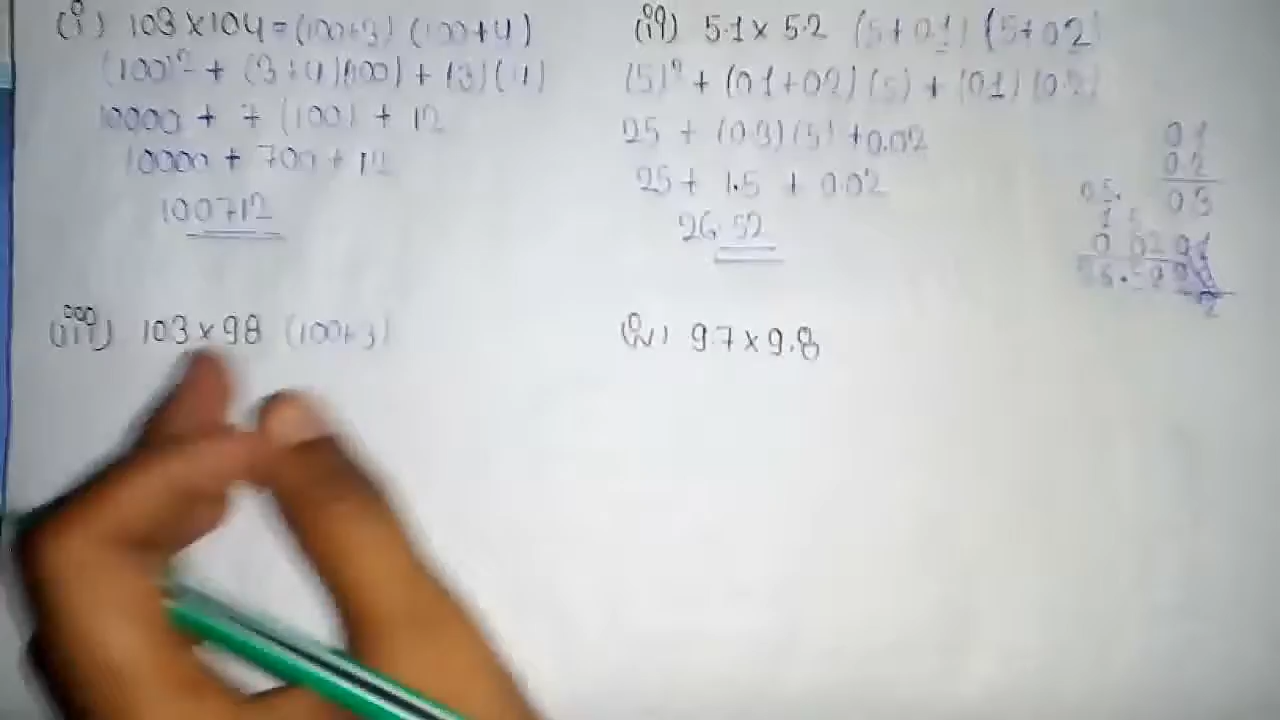 (i) 103 x 104 = (100+3) (100+4)
(100)² + (3+4)(100) + (3)(4)
10000 + 7 (100) + 12
10000 + 700 + 12
100712
(ii) 5.1 x 5.2 (5+0.1) (5+0.2)
(5)² + (0.1+0.2) (5) + (0.1) (0.2)
25 + (0.3) (5) + 0.02
25 + 1.5 + 0.02
26.52
0.1
0.2
0.3
(iii) 103 x 98 (100+3)
(iv) 9.7 x 9.8